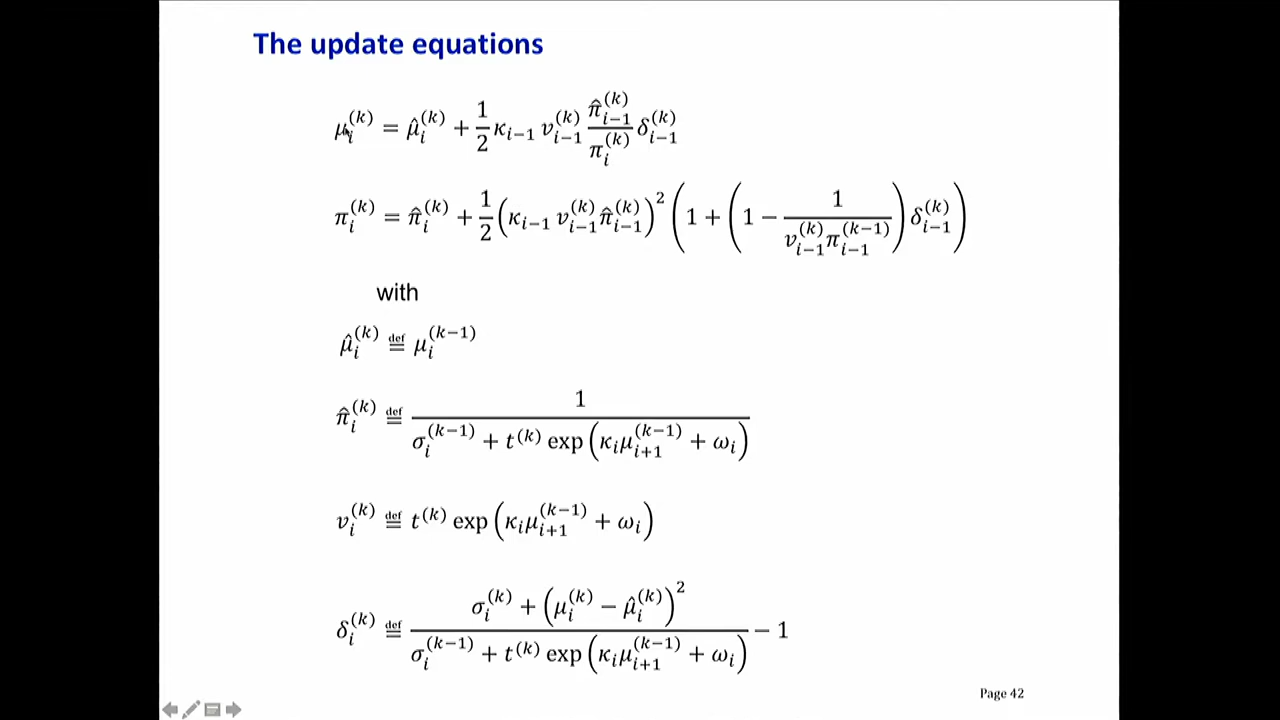 The update equations
μ_i^(k) = μ̂_i^(k) + 1/2 κ_{i−1} v_{i−1}^(k) π̂_{i−1}^(k)/π_i^(k) δ_{i−1}^(k)
π_i^(k) = π̂_i^(k) + 1/2 (κ_{i−1} v_{i−1}^(k) π̂_{i−1}^(k))^2 (1 + (1 − 1/(v_{i−1}^(k) π_{i−1}^(k−1))) δ_{i−1}^(k))
with
μ̂_i^(k) ≝ μ_i^(k−1)
π̂_i^(k) ≝ 1/(σ_i^(k−1) + t^(k) exp(κ_i μ_{i+1}^(k−1) + ω_i))
v_i^(k) ≝ t^(k) exp(κ_i μ_{i+1}^(k−1) + ω_i)
δ_i^(k) ≝ (σ_i^(k) + (μ_i^(k) − μ̂_i^(k))^2)/(σ_i^(k−1) + t^(k) exp(κ_i μ_{i+1}^(k−1) + ω_i)) − 1
Page 42